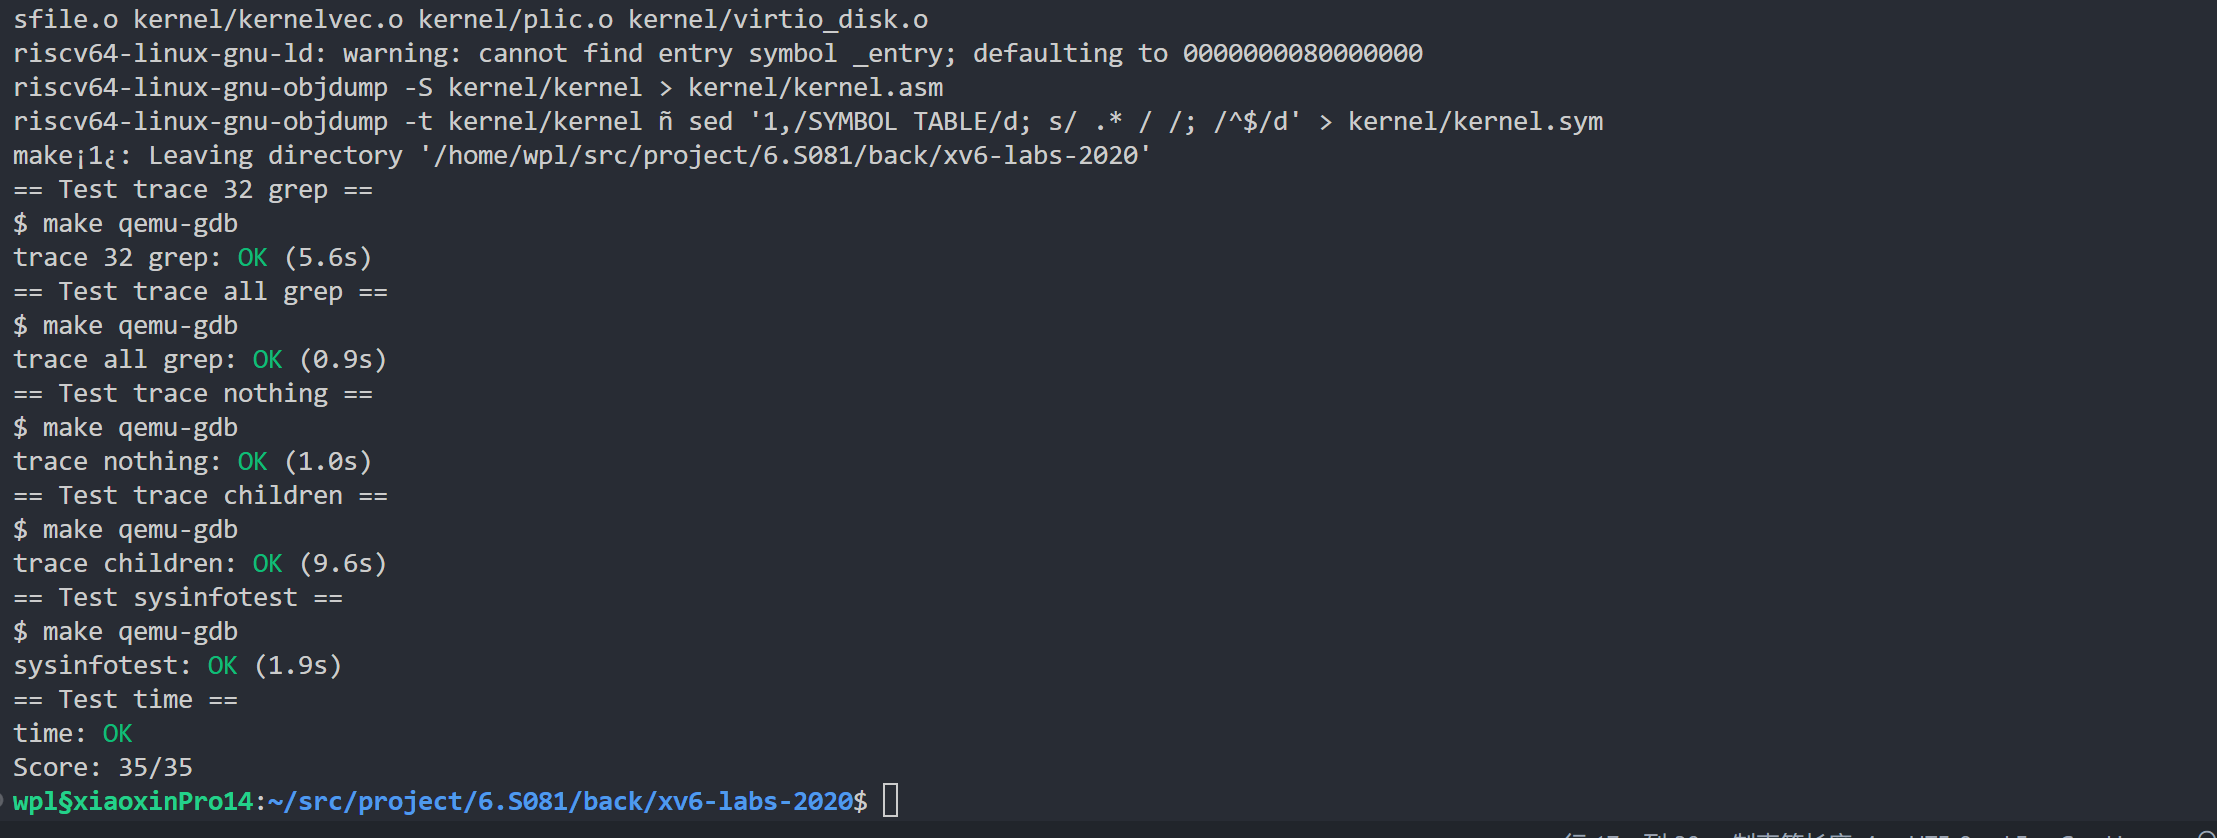 sfile.o kernel/kernelvec.o kernel/plic.o kernel/virtio_disk.o
riscv64-linux-gnu-ld: warning: cannot find entry symbol _entry; defaulting to 0000000080000000
riscv64-linux-gnu-objdump -S kernel/kernel > kernel/kernel.asm
riscv64-linux-gnu-objdump -t kernel/kernel ñ sed '1,/SYMBOL TABLE/d; s/ .* / /; /^$/d' > kernel/kernel.sym
make¡1¿: Leaving directory '/home/wpl/src/project/6.S081/back/xv6-labs-2020'
== Test trace 32 grep ==
$ make qemu-gdb
trace 32 grep: OK (5.6s)
== Test trace all grep ==
$ make qemu-gdb
trace all grep: OK (0.9s)
== Test trace nothing ==
$ make qemu-gdb
trace nothing: OK (1.0s)
== Test trace children ==
$ make qemu-gdb
trace children: OK (9.6s)
== Test sysinfotest ==
$ make qemu-gdb
sysinfotest: OK (1.9s)
== Test time ==
time: OK
Score: 35/35
wpl§xiaoxinPro14:~/src/project/6.S081/back/xv6-labs-2020$